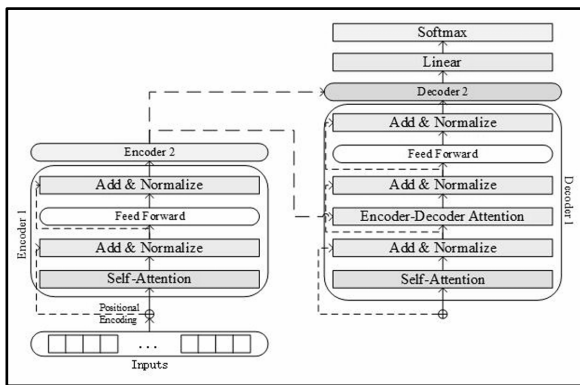 Softmax
Linear
Decoder 2
Add & Normalize
Feed Forward
Add & Normalize
Encoder-Decoder Attention
Add & Normalize
Self-Attention
Decoder 1
Encoder 2
Add & Normalize
Feed Forward
Add & Normalize
Self-Attention
Encoder 1
Positional
Encoding
...
Inputs